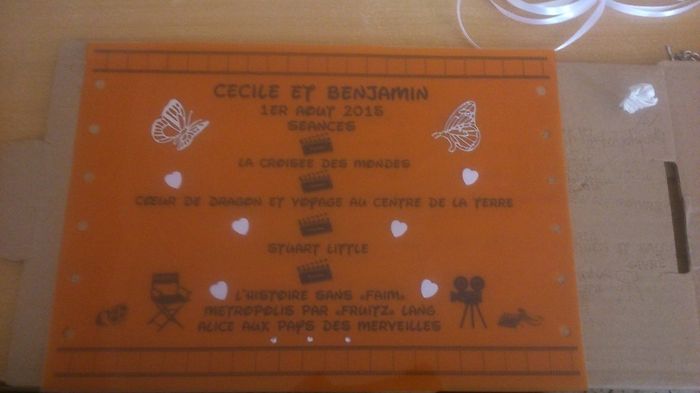 CECILE ET BENJAMIN
1ER AOUT 2015
SEANCES
LA CROISEE DES MONDES
CŒUR DE DRAGON ET VOYAGE AU CENTRE DE LA TERRE
STUART LITTLE
L'HISTOIRE SANS «FAIM»
METROPOLIS PAR «FRUITZ» LANG
ALICE AUX PAYS DES MERVEILLES